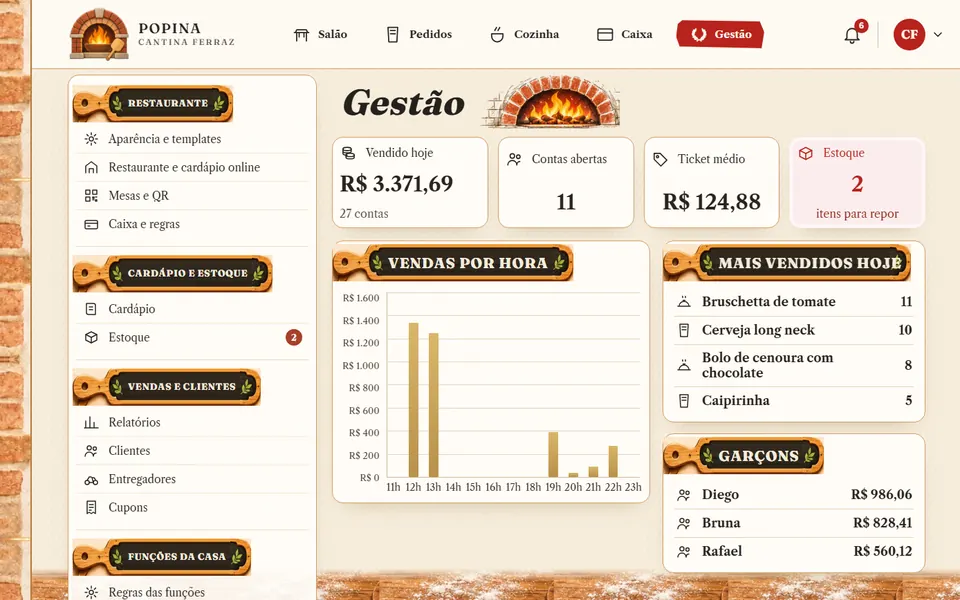 POPINA
CANTINA FERRAZ
Salão
Pedidos
Cozinha
Caixa
Gestão
6
CF
RESTAURANTE
Aparência e templates
Restaurante e cardápio online
Mesas e QR
Caixa e regras
CARDÁPIO E ESTOQUE
Cardápio
Estoque
2
VENDAS E CLIENTES
Relatórios
Clientes
Entregadores
Cupons
FUNÇÕES DA CASA
Regras das funções
Gestão
Vendido hoje
R$ 3.371,69
27 contas
Contas abertas
11
Ticket médio
R$ 124,88
Estoque
2
itens para repor
VENDAS POR HORA
R$ 1.600
R$ 1.400
R$ 1.200
R$ 1.000
R$ 800
R$ 600
R$ 400
R$ 200
R$ 0
11h 12h 13h 14h 15h 16h 17h 18h 19h 20h 21h 22h 23h
MAIS VENDIDOS HOJE
Bruschetta de tomate 11
Cerveja long neck 10
Bolo de cenoura com
chocolate 8
Caipirinha 5
GARÇONS
Diego R$ 986,06
Bruna R$ 828,41
Rafael R$ 560,12